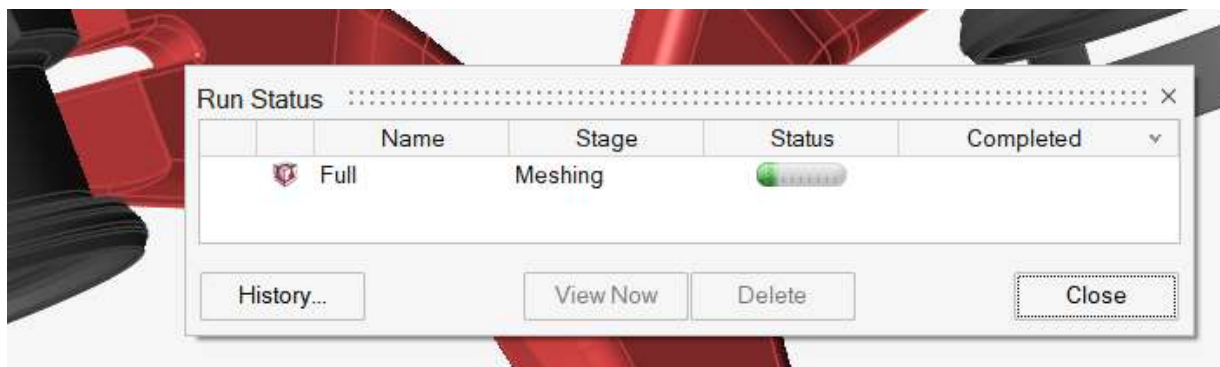 Run Status
Name Stage Status Completed
Full Meshing
History... View Now Delete Close